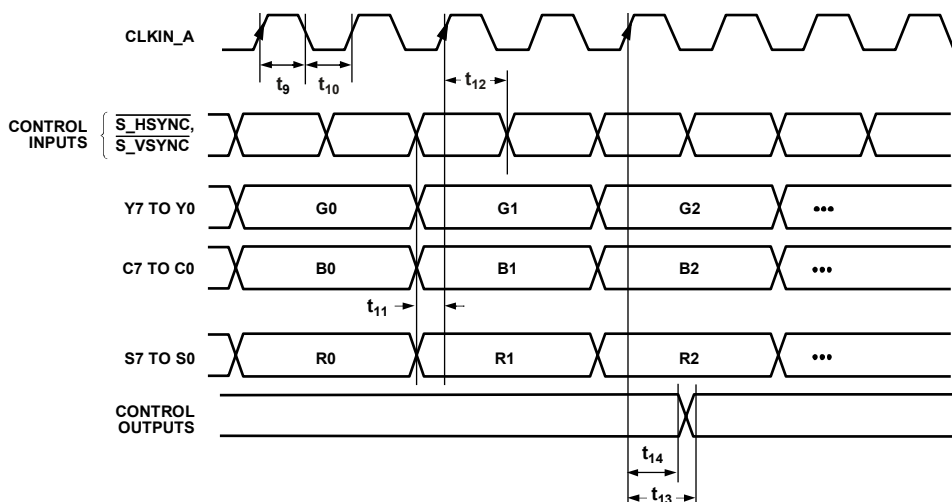 CLKIN_A
t9 t10 t12
CONTROL INPUTS S_HSYNC, S_VSYNC
Y7 TO Y0 G0 G1 G2 •••
C7 TO C0 B0 B1 B2 •••
t11
S7 TO S0 R0 R1 R2 •••
CONTROL OUTPUTS
t14
t13